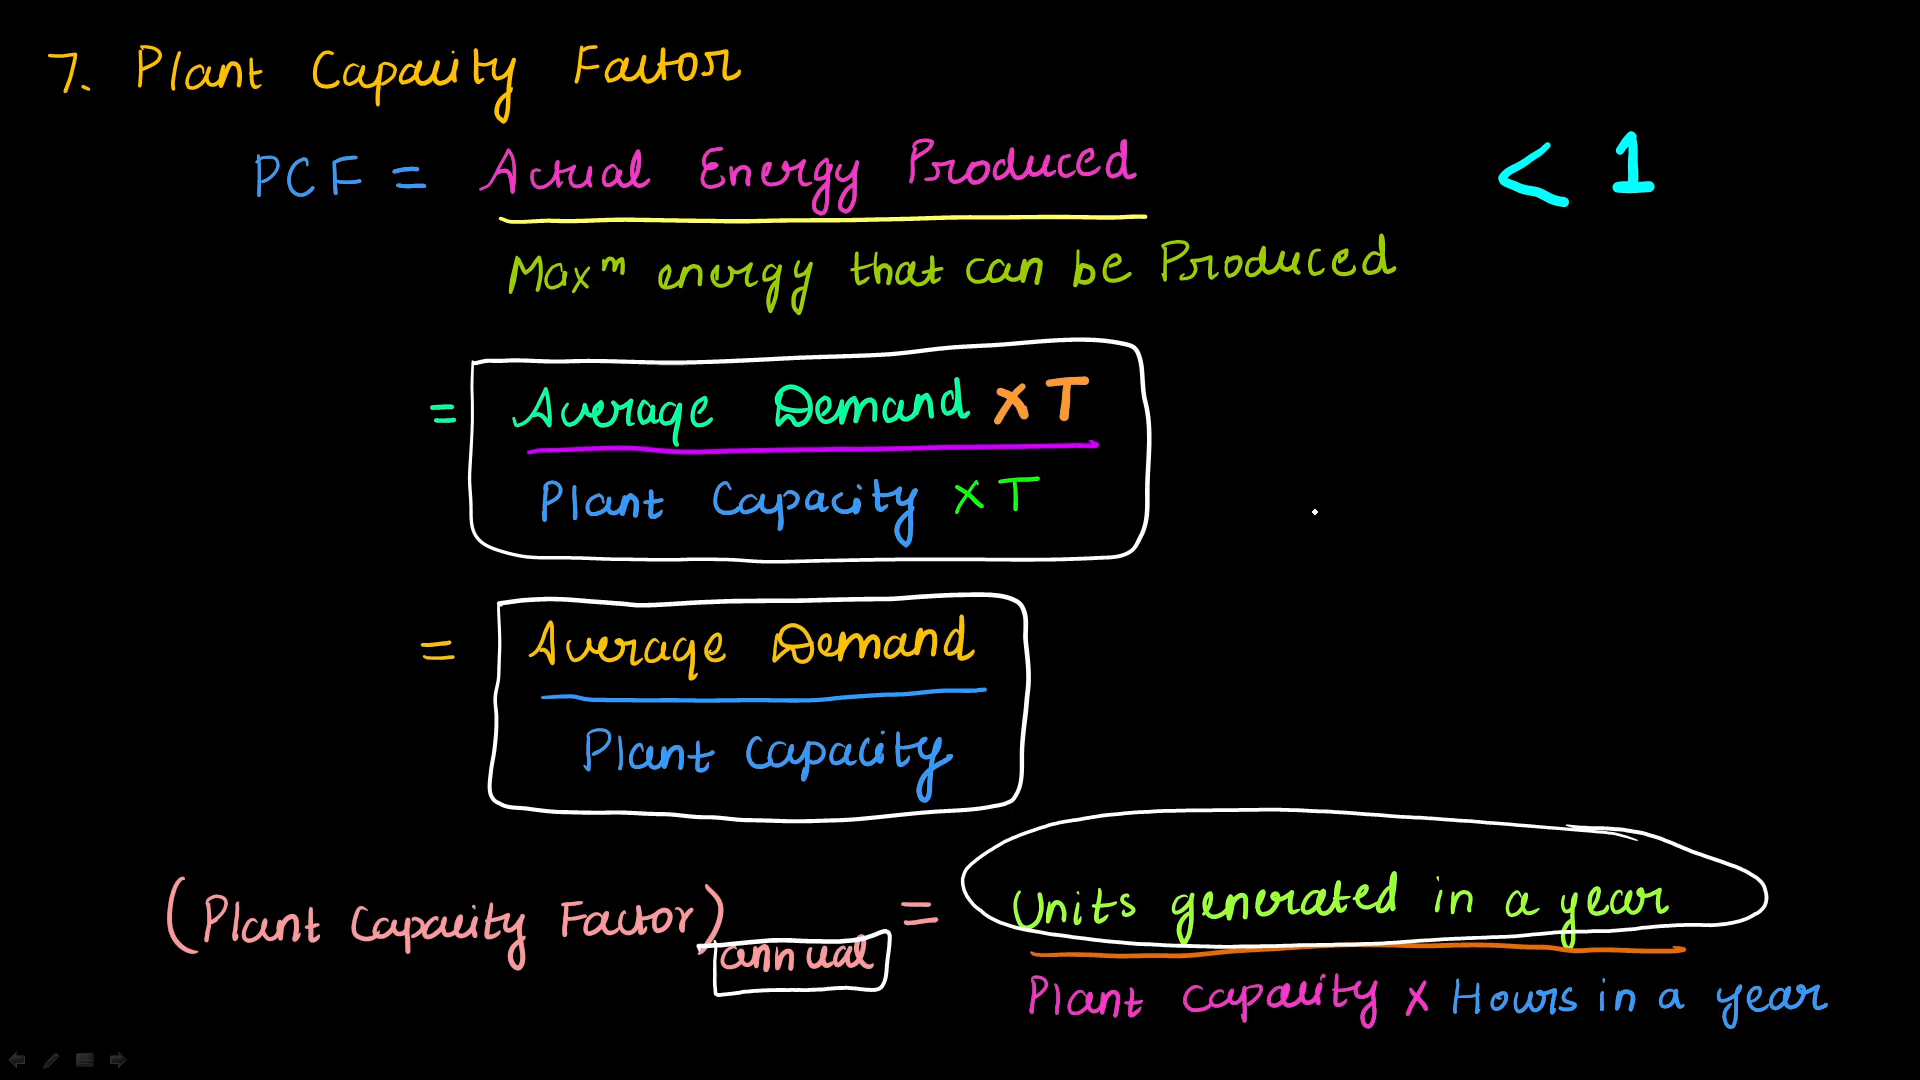 7. Plant Capacity Factor
PCF = Actual Energy Produced < 1
Maxᵐ energy that can be Produced
= Average Demand × T
Plant Capacity × T
= Average Demand
Plant Capacity
(Plant Capacity Factor)annual = Units generated in a year
Plant Capacity × Hours in a year